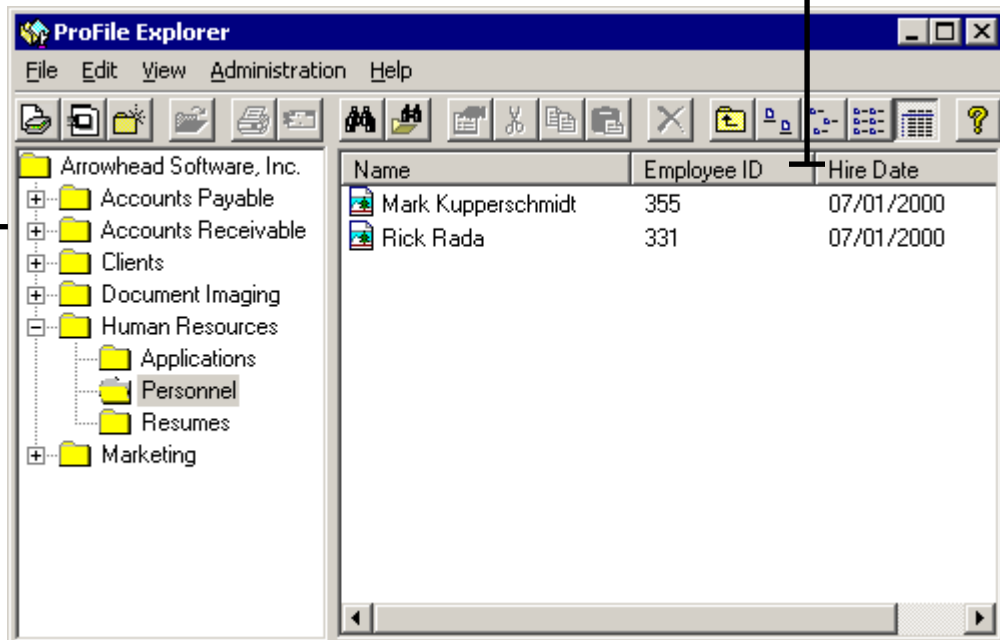 ProFile Explorer
File Edit View Administration Help
Arrowhead Software, Inc.
Accounts Payable
Accounts Receivable
Clients
Document Imaging
Human Resources
Applications
Personnel
Resumes
Marketing
Name Employee ID Hire Date
Mark Kupperschmidt 355 07/01/2000
Rick Rada 331 07/01/2000